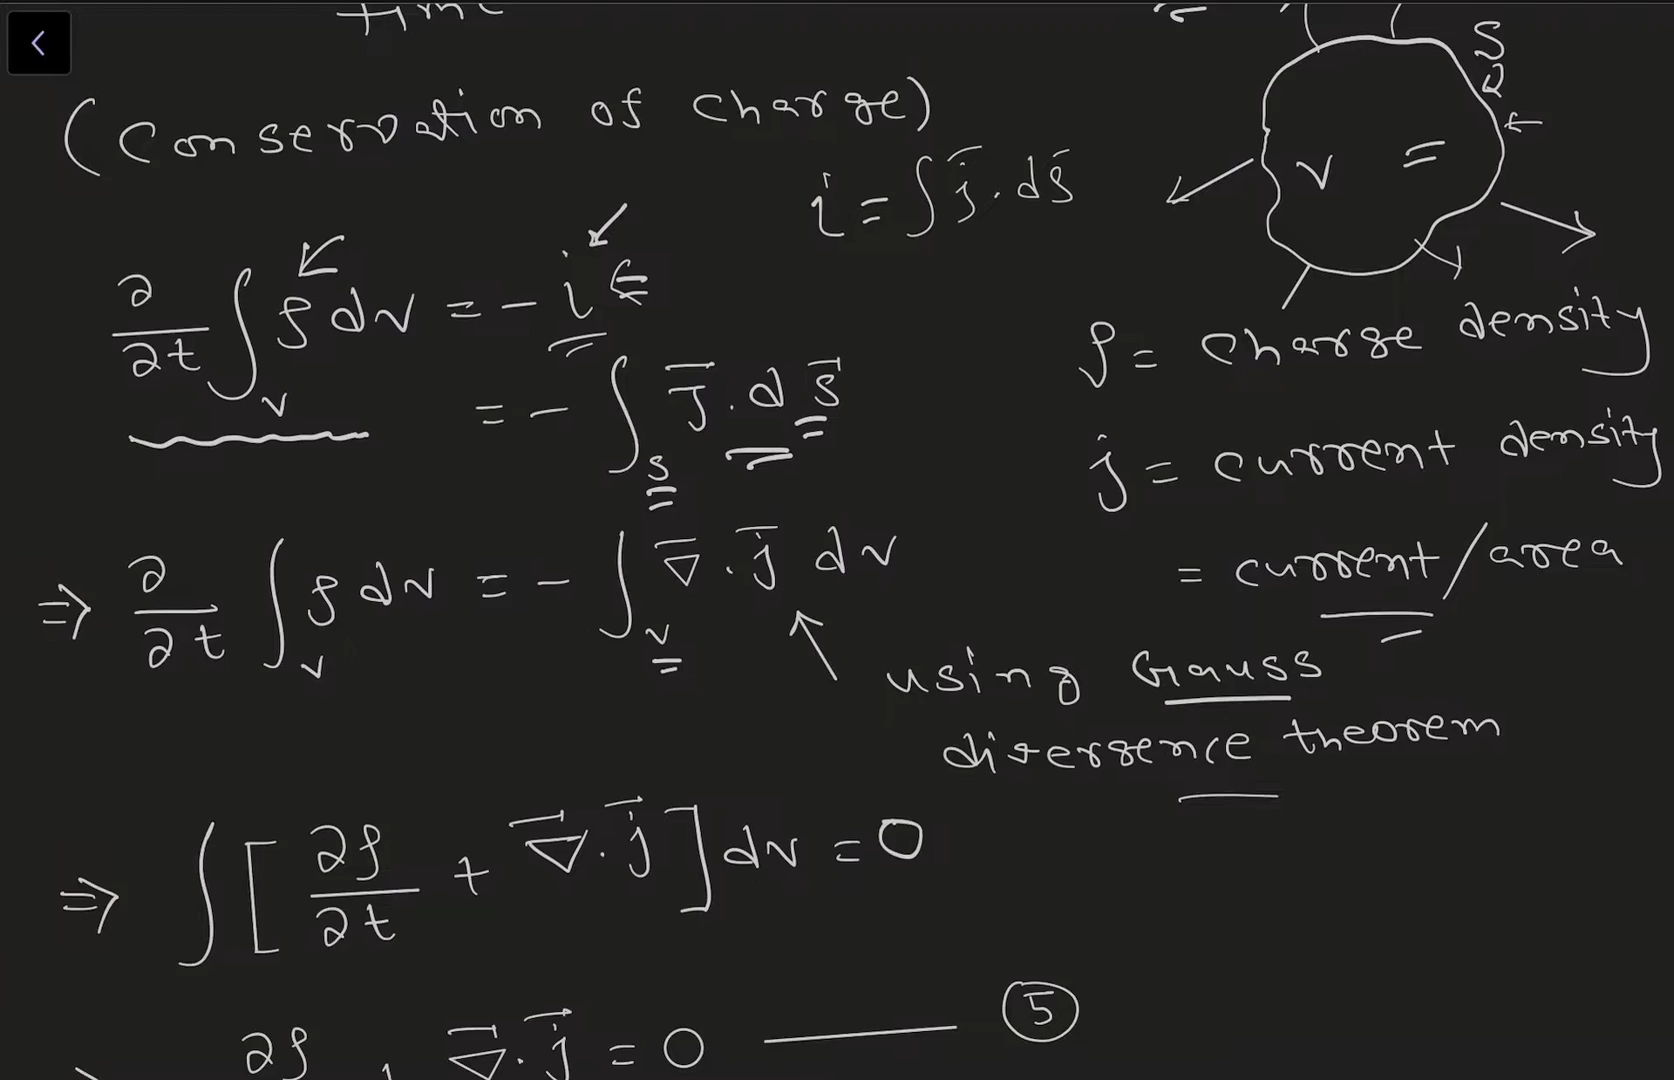 time
(Conservation of charge)
i = ∫ j⃗ . ds⃗
S
V
∂/∂t ∫_V ρ dv = - i
= - ∫_S J⃗ . ds⃗
ρ = charge density
j = current density
= current/area
⇒ ∂/∂t ∫_V ρ dv = - ∫_V ∇⃗ . j⃗ dv
using Gauss
divergence theorem
⇒ ∫ [ ∂ρ/∂t + ∇⃗ . j⃗ ] dv = 0
∂ρ + ∇⃗ . j⃗ = 0 —— 5